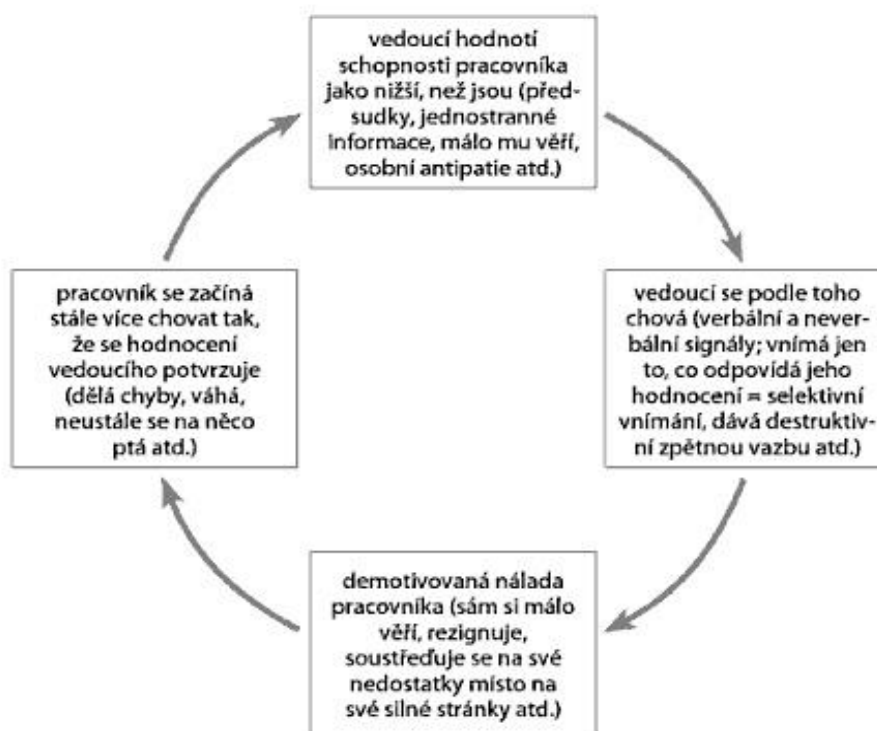 vedoucí hodnotí
schopnosti pracovníka
jako nižší, než jsou (před-
sudky, jednostranné
informace, málo mu věří,
osobní antipatie atd.)
vedoucí se podle toho
chová (verbální a never-
bální signály; vnímá jen
to, co odpovídá jeho
hodnocení = selektivní
vnímání, dává destruktiv-
ní zpětnou vazbu atd.)
demotivovaná nálada
pracovníka (sám si málo
věří, rezignuje,
soustřeďuje se na své
nedostatky místo na
své silné stránky atd.)
pracovník se začíná
stále více chovat tak,
že se hodnocení
vedoucího potvrzuje
(dělá chyby, váhá,
neustále se na něco
ptá atd.)